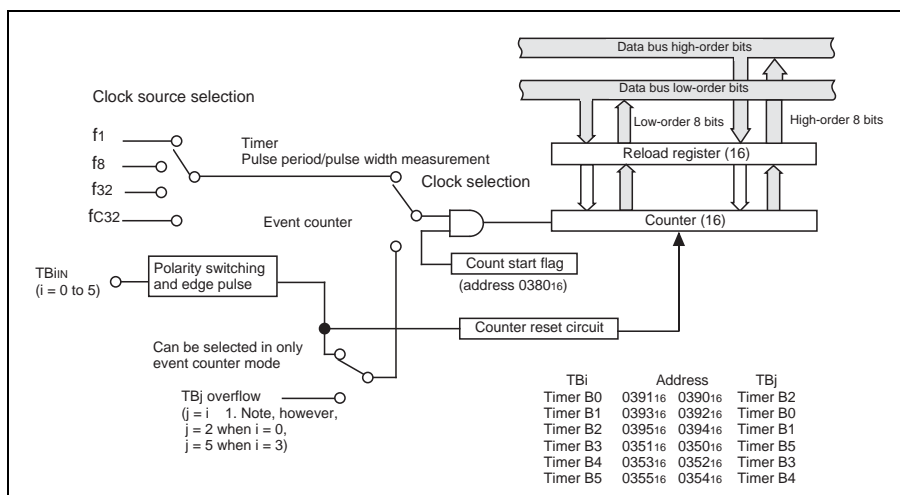 Data bus high-order bits
Data bus low-order bits
Clock source selection
Low-order 8 bits
High-order 8 bits
f1
f8
f32
fC32
Timer
Pulse period/pulse width measurement
Reload register (16)
Clock selection
Event counter
Counter (16)
Count start flag
(address 038016)
TBiIN
(i = 0 to 5)
Polarity switching
and edge pulse
Counter reset circuit
Can be selected in only
event counter mode
TBj overflow
(j = i 1. Note, however,
j = 2 when i = 0,
j = 5 when i = 3)
TBi Address TBj
Timer B0 039116 039016 Timer B2
Timer B1 039316 039216 Timer B0
Timer B2 039516 039416 Timer B1
Timer B3 035116 035016 Timer B5
Timer B4 035316 035216 Timer B3
Timer B5 035516 035416 Timer B4